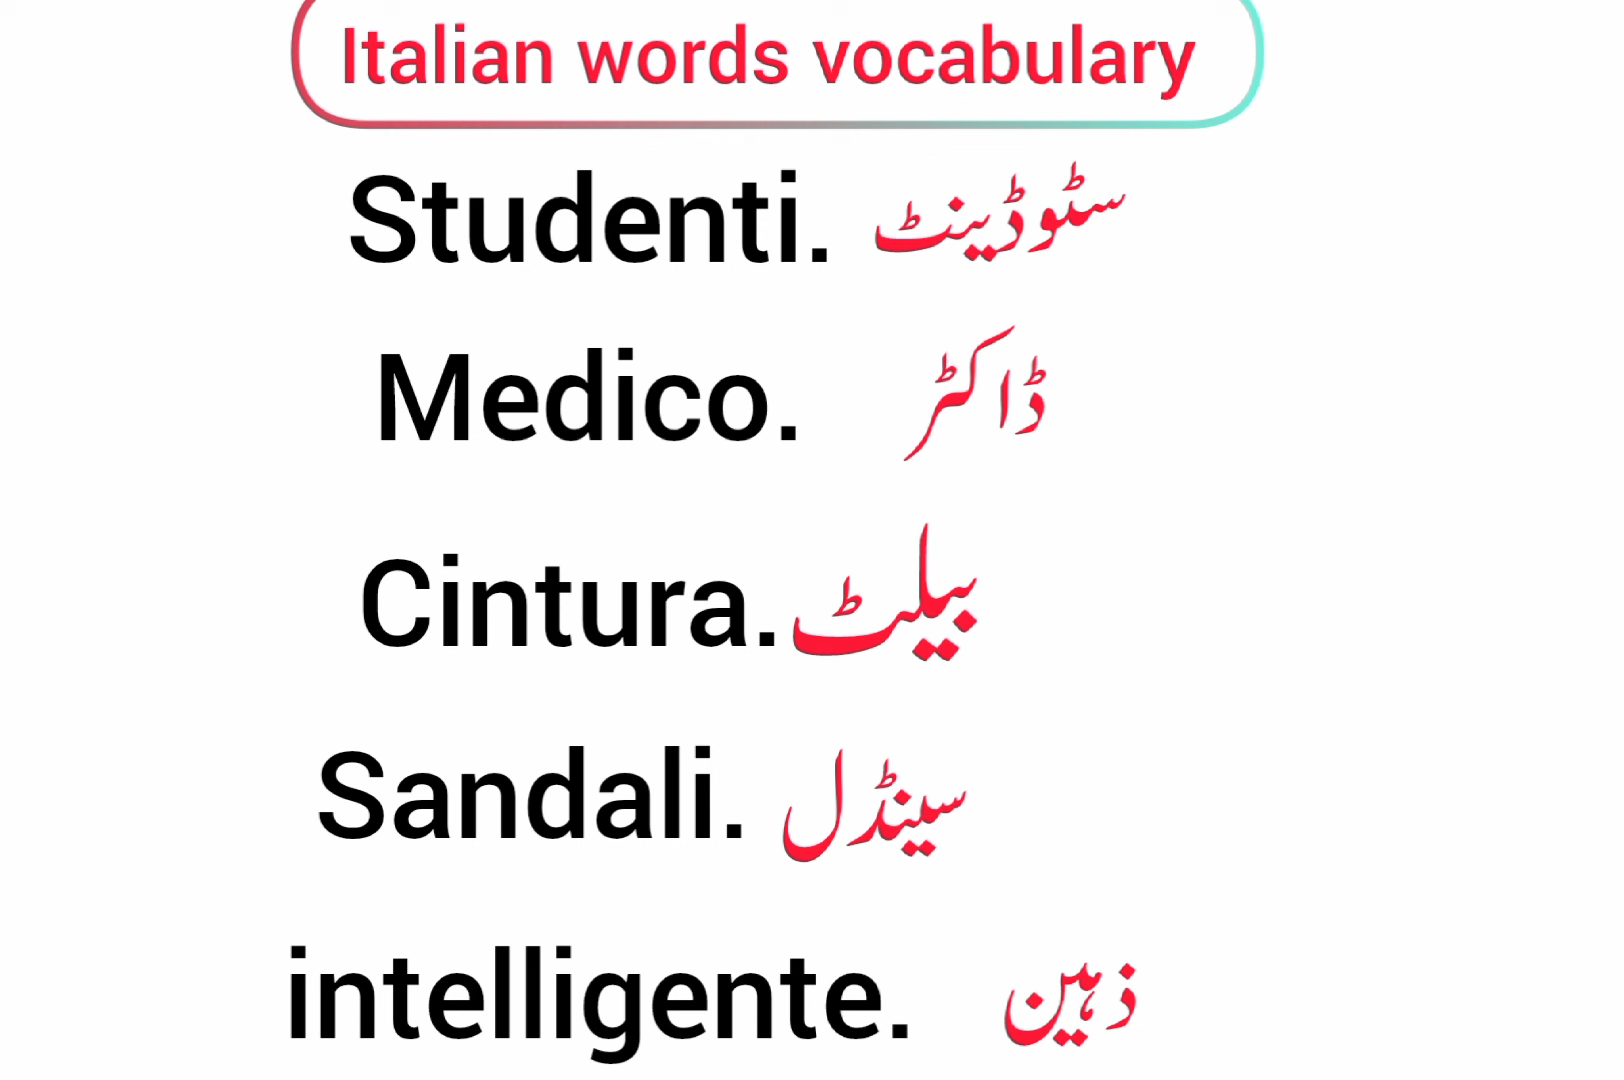 Italian words vocabulary
Studenti. سٹوڈینٹ
Medico. ڈاکٹر
Cintura. بیلٹ
Sandali. سینڈل
intelligente. ذہین